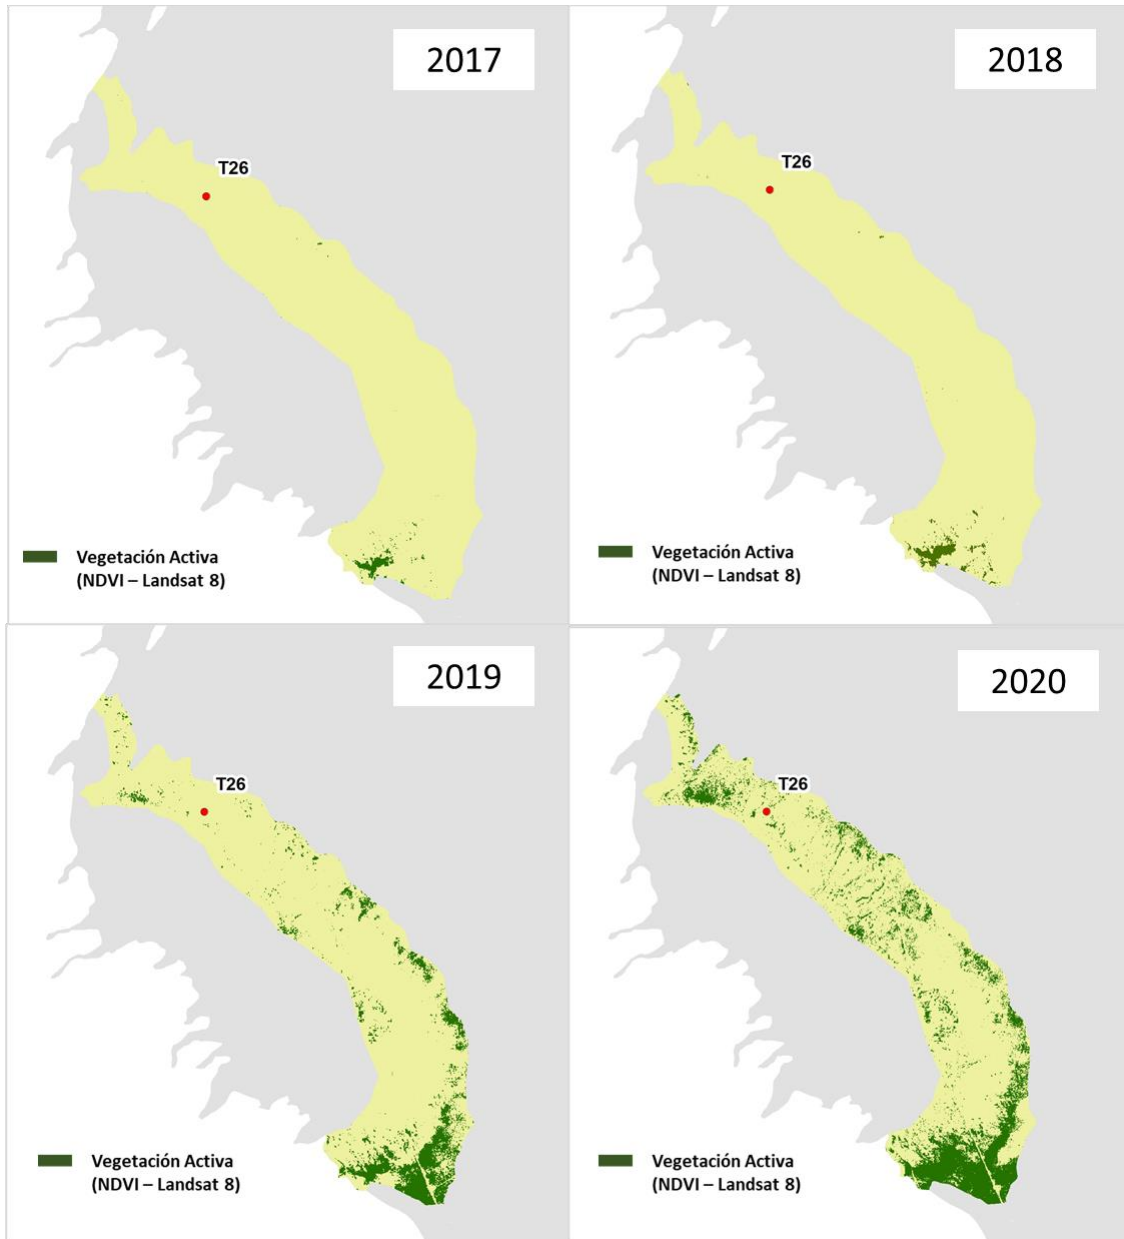 2017
T26
Vegetación Activa
(NDVI – Landsat 8)
2018
T26
Vegetación Activa
(NDVI – Landsat 8)
2019
T26
Vegetación Activa
(NDVI – Landsat 8)
2020
T26
Vegetación Activa
(NDVI – Landsat 8)